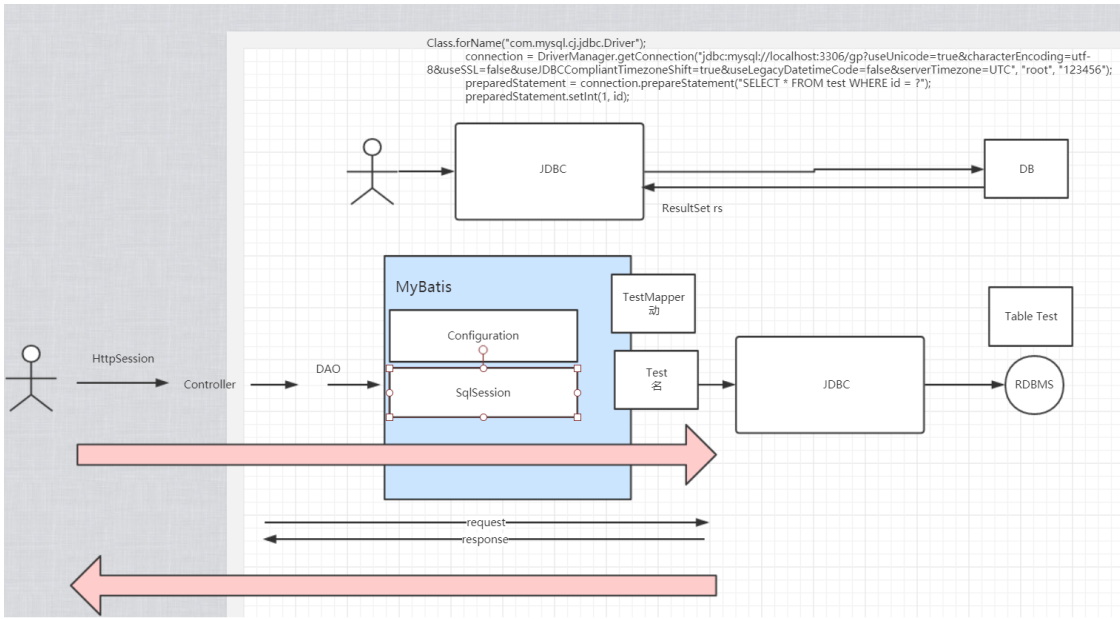 Class.forName("com.mysql.cj.jdbc.Driver");
connection = DriverManager.getConnection("jdbc:mysql://localhost:3306/gp?useUnicode=true&characterEncoding=utf-
8&useSSL=false&useJDBCCompliantTimezoneShift=true&useLegacyDatetimeCode=false&serverTimezone=UTC", "root", "123456");
preparedStatement = connection.prepareStatement("SELECT * FROM test WHERE id = ?");
preparedStatement.setInt(1, id);
JDBC
DB
ResultSet rs
MyBatis
TestMapper
动
Configuration
Table Test
HttpSession
Controller
DAO
SqlSession
Test
名
JDBC
RDBMS
request
response